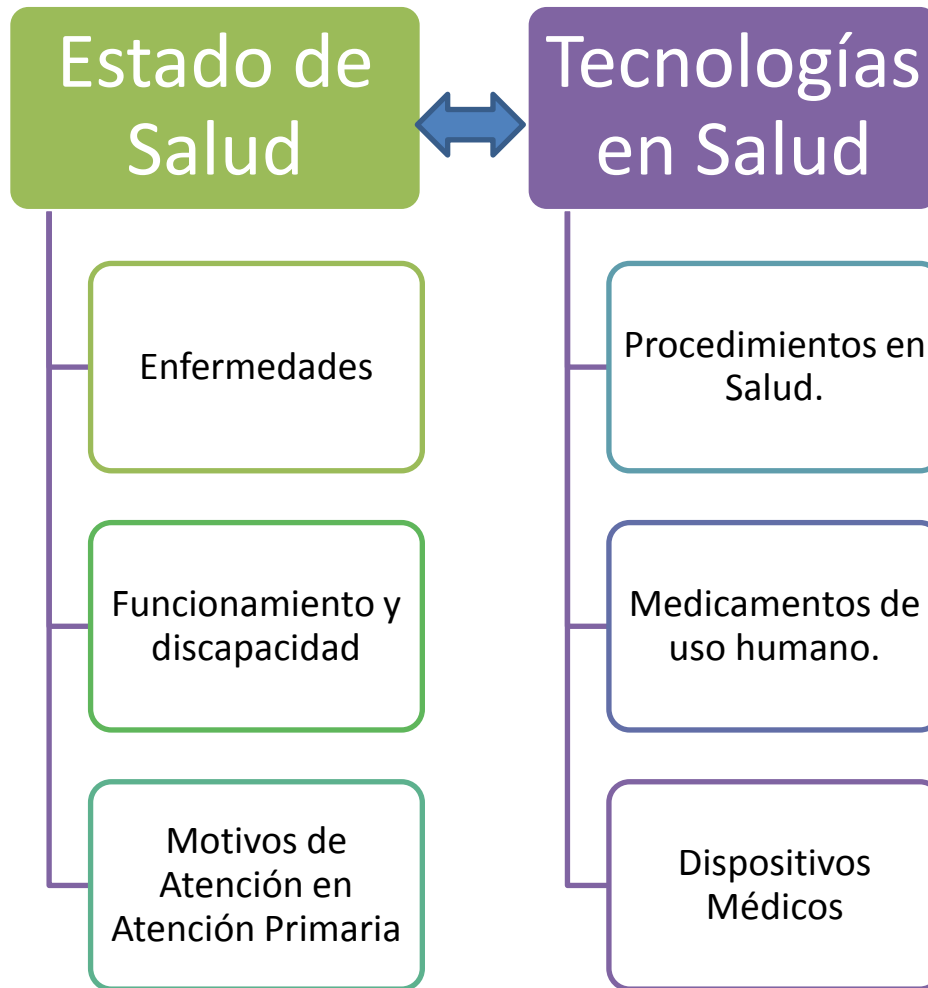 Estado de
Salud
Tecnologías
en Salud
Enfermedades
Funcionamiento y
discapacidad
Motivos de
Atención en
Atención Primaria
Procedimientos en
Salud.
Medicamentos de
uso humano.
Dispositivos
Médicos